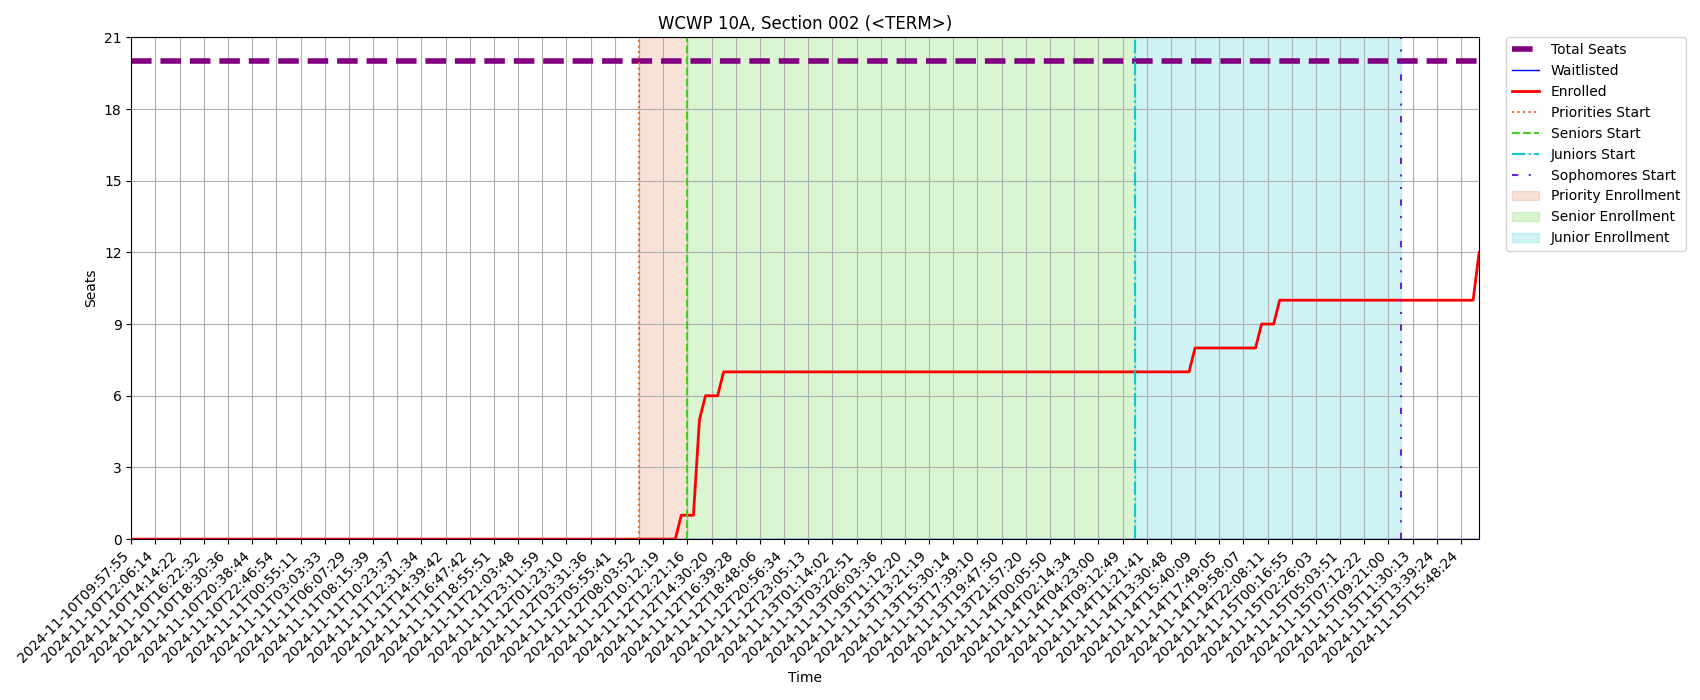 WCWP 10A, Section 002 (<TERM>)
21
18
15
12
9
6
3
0
Seats
2024-11-10T09:57:55
2024-11-10T12:06:14
2024-11-10T14:14:22
2024-11-10T16:22:32
2024-11-10T18:30:36
2024-11-10T20:38:44
2024-11-10T22:46:54
2024-11-11T00:55:11
2024-11-11T03:03:33
2024-11-11T06:07:29
2024-11-11T08:15:39
2024-11-11T10:23:37
2024-11-11T12:31:34
2024-11-11T14:39:42
2024-11-11T16:47:42
2024-11-11T18:55:51
2024-11-11T21:03:48
2024-11-11T23:11:59
2024-11-12T01:23:10
2024-11-12T03:31:36
2024-11-12T05:55:41
2024-11-12T08:03:52
2024-11-12T10:12:19
2024-11-12T12:21:16
2024-11-12T14:30:20
2024-11-12T16:39:28
2024-11-12T18:48:06
2024-11-12T20:56:34
2024-11-12T23:05:13
2024-11-13T01:14:02
2024-11-13T03:22:51
2024-11-13T06:03:36
2024-11-13T11:12:20
2024-11-13T13:21:19
2024-11-13T15:30:14
2024-11-13T17:39:10
2024-11-13T19:47:50
2024-11-13T21:57:20
2024-11-14T00:05:50
2024-11-14T02:14:34
2024-11-14T04:23:00
2024-11-14T09:12:49
2024-11-14T11:21:41
2024-11-14T13:30:48
2024-11-14T15:40:09
2024-11-14T17:49:05
2024-11-14T19:58:07
2024-11-14T22:08:11
2024-11-15T00:16:55
2024-11-15T02:26:03
2024-11-15T05:03:51
2024-11-15T07:12:22
2024-11-15T09:21:00
2024-11-15T11:30:13
2024-11-15T13:39:24
2024-11-15T15:48:24
Time
Total Seats
Waitlisted
Enrolled
Priorities Start
Seniors Start
Juniors Start
Sophomores Start
Priority Enrollment
Senior Enrollment
Junior Enrollment